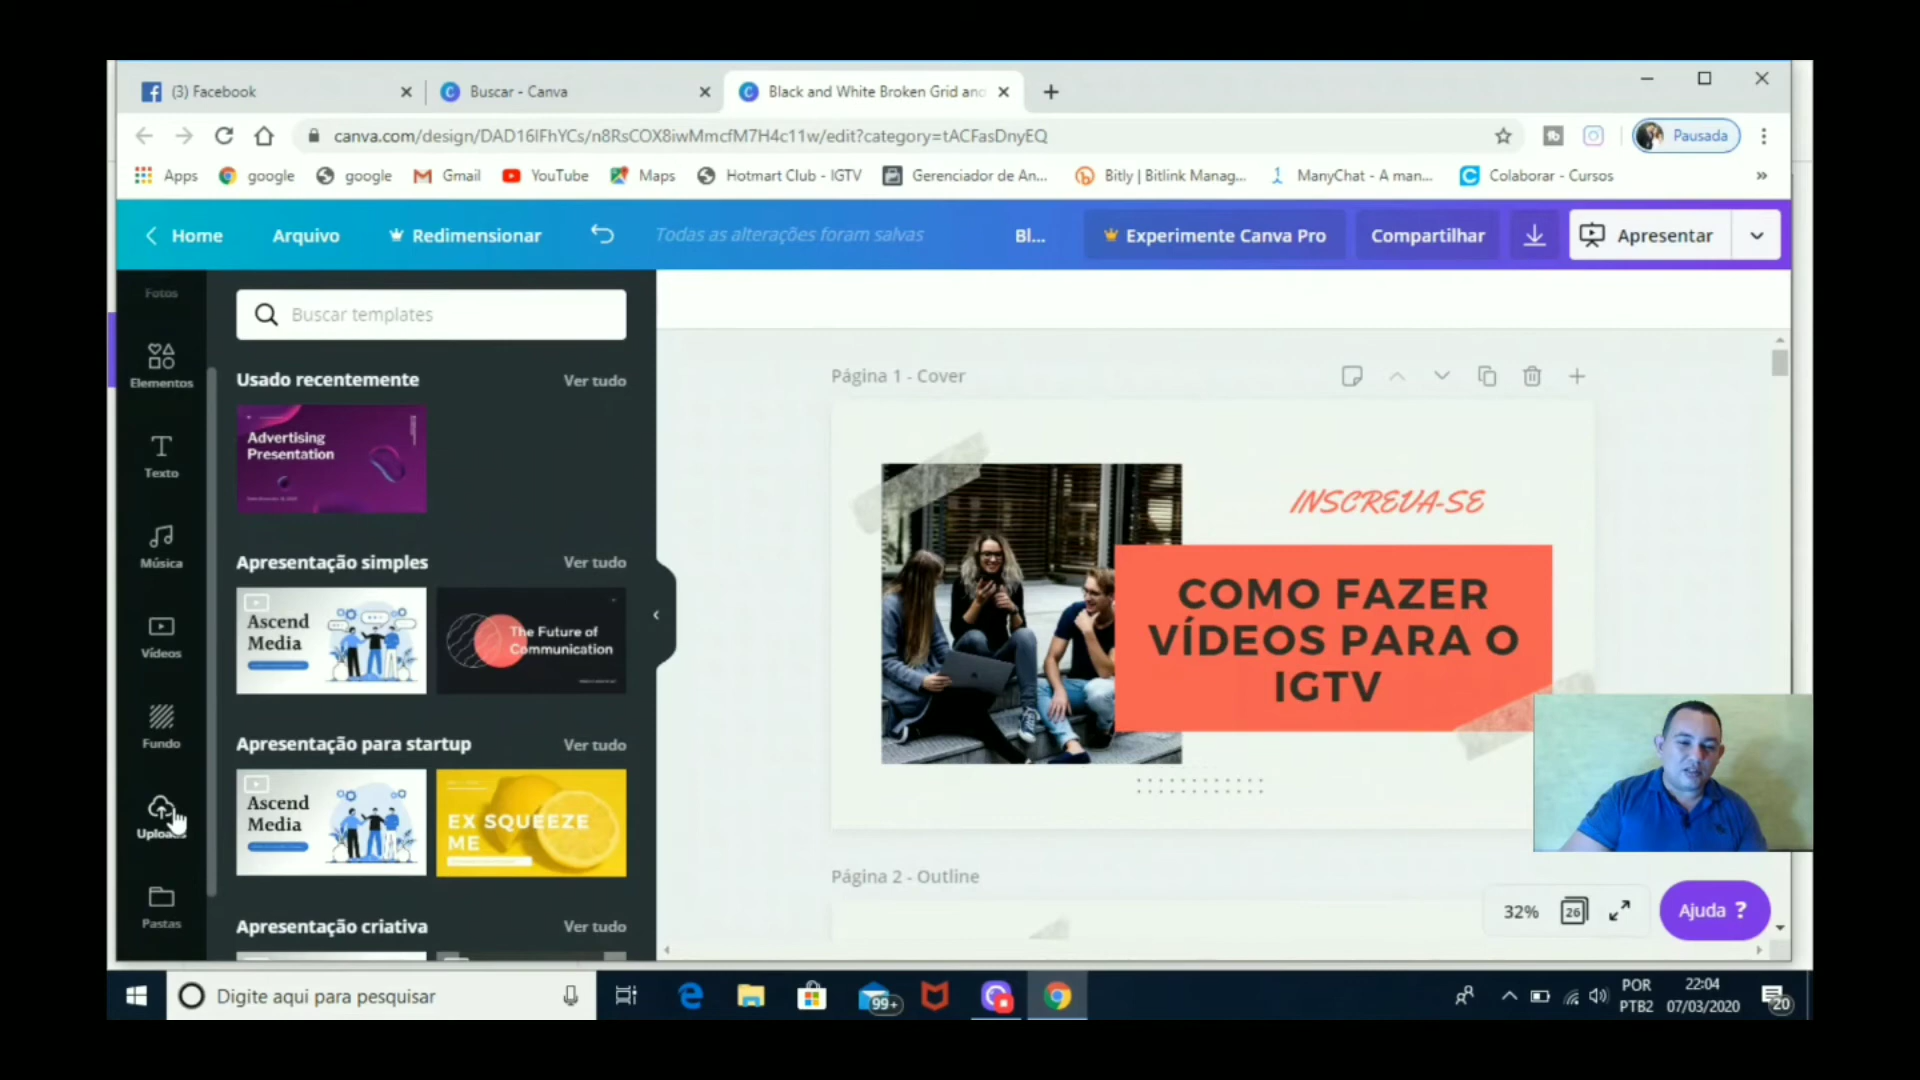 (3) Facebook
Buscar - Canva
Black and White Broken Grid and
canva.com/design/DAD16lFhYCs/n8RsCOX8iwMmcfM7H4c11w/edit?category=tACFasDnyEQ
Pausada
Apps
google
google
Gmail
YouTube
Maps
Hotmart Club - IGTV
Gerenciador de An...
Bitly | Bitlink Manag...
ManyChat - A man...
Colaborar - Cursos
»
Home
Arquivo
Redimensionar
Todas as alterações foram salvas
Bl...
Experimente Canva Pro
Compartilhar
Apresentar
Fotos
Elementos
Texto
Música
Vídeos
Fundo
Pastas
Buscar templates
Usado recentemente
Ver tudo
Advertising
Presentation
Apresentação simples
Ver tudo
Ascend
Media
The Future of
Communication
Apresentação para startup
Ver tudo
Ascend
Media
EX SQUEEZE
ME
Apresentação criativa
Ver tudo
Página 1 - Cover
INSCREVA-SE
COMO FAZER
VÍDEOS PARA O
IGTV
Página 2 - Outline
32%
26
Ajuda ?
Digite aqui para pesquisar
99+
POR
PTB2
22:04
07/03/2020
20